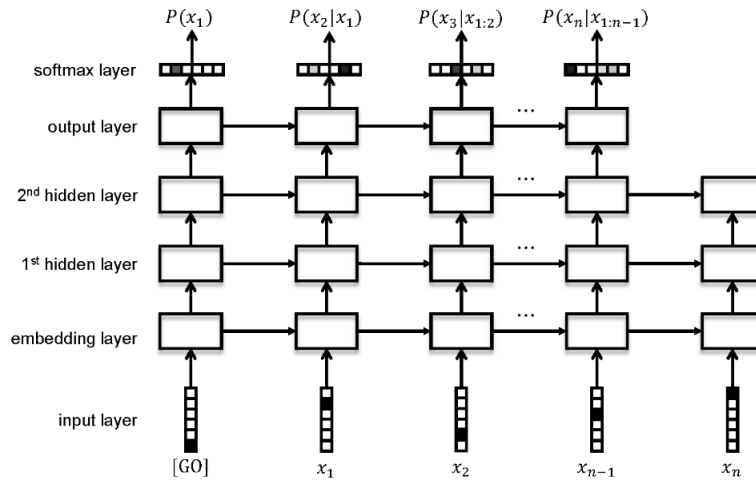 P(x₁) P(x₂|x₁) P(x₃|x₁:₂) P(xₙ|x₁:ₙ₋₁)
softmax layer
output layer
...
2ⁿᵈ hidden layer
...
1ˢᵗ hidden layer
...
embedding layer
input layer
[GO] x₁ x₂ xₙ₋₁ xₙ